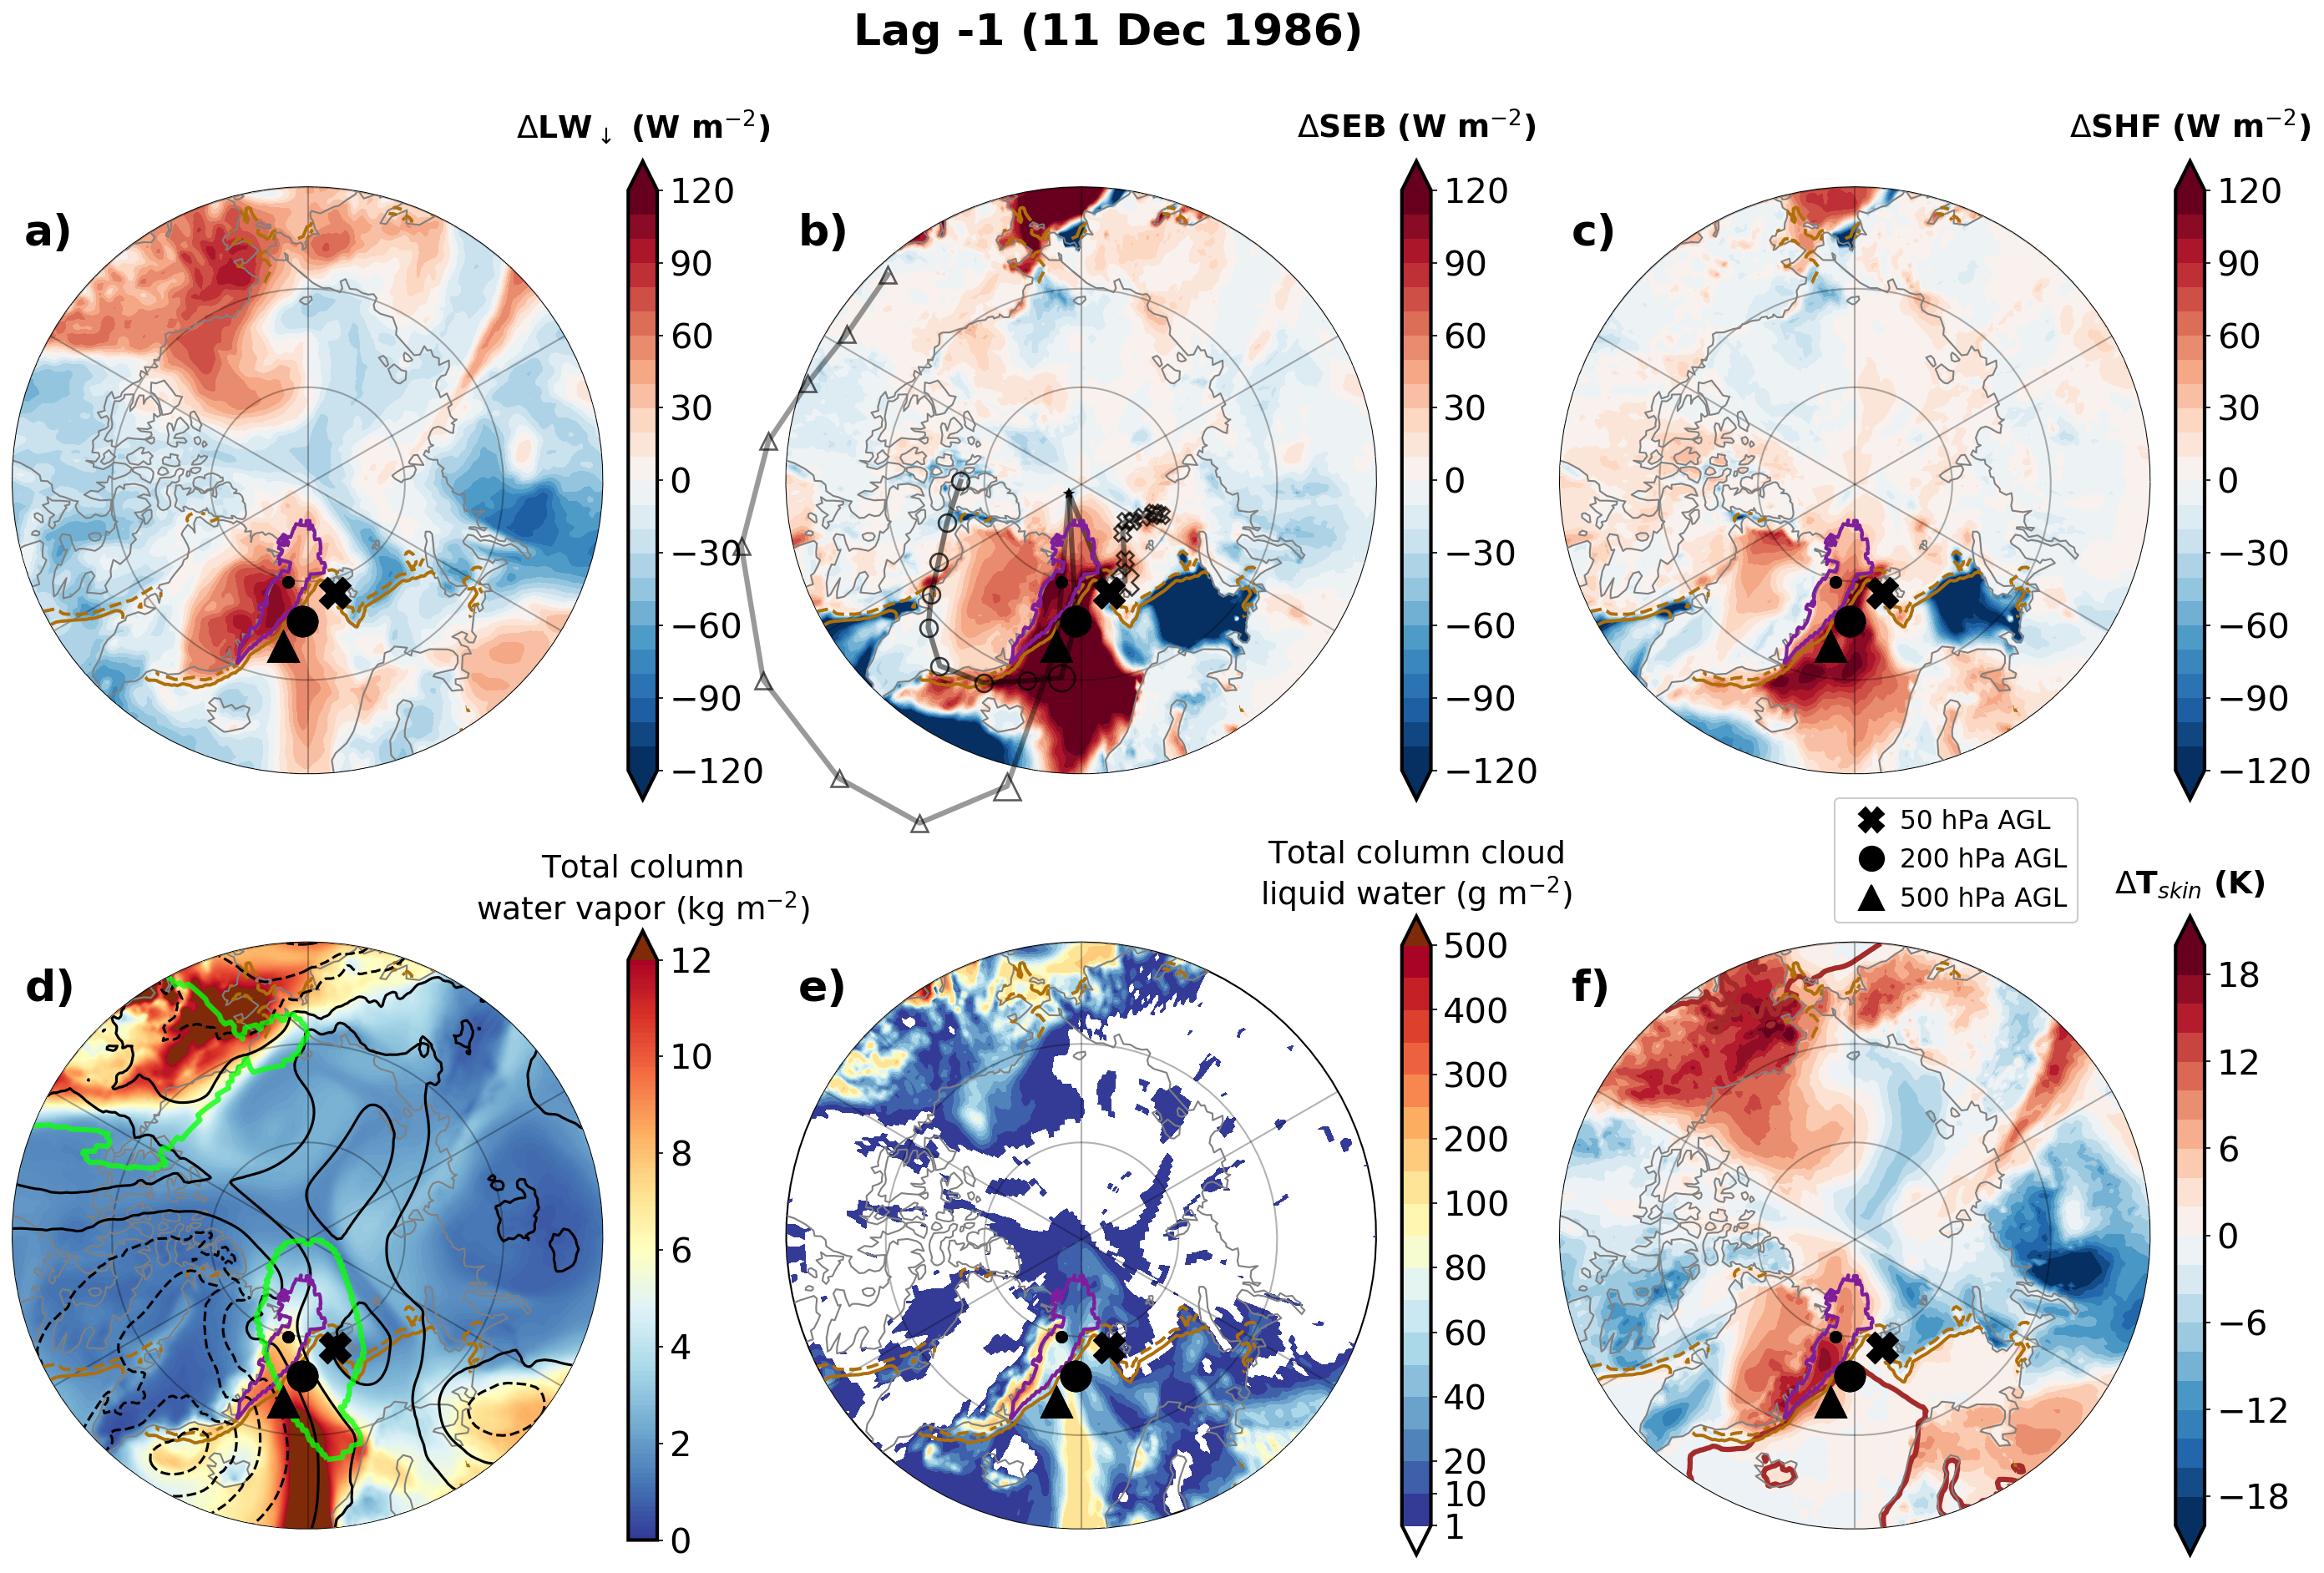 Lag -1 (11 Dec 1986)
ΔLW↓ (W m−2)
ΔSEB (W m−2)
ΔSHF (W m−2)
a)
120
90
60
30
0
−30
−60
−90
−120
b)
120
90
60
30
0
−30
−60
−90
−120
c)
120
90
60
30
0
−30
−60
−90
−120
50 hPa AGL
200 hPa AGL
500 hPa AGL
Total column
water vapor (kg m−2)
Total column cloud
liquid water (g m−2)
ΔTskin (K)
d)
12
10
8
6
4
2
0
e)
500
400
300
200
100
80
60
40
20
10
1
f)
18
12
6
0
−6
−12
−18